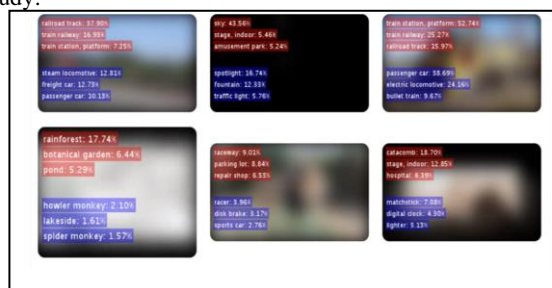 udy.
railroad track: 37.90%
train railway: 16.93%
train station, platform: 7.25%
steam locomotive: 12.81%
freight car: 12.73%
passenger car: 10.13%
sky: 43.56%
stage, indoor: 5.46%
amusement park: 5.24%
spotlight: 16.74%
fountain: 12.33%
traffic light: 5.76%
train station, platform: 52.74%
train railway: 25.27%
railroad track: 15.97%
passenger car: 38.69%
electric locomotive: 24.16%
bullet train: 9.67%
rainforest: 17.74%
botanical garden: 6.44%
pond: 5.29%
howler monkey: 2.10%
lakeside: 1.61%
spider monkey: 1.57%
raceway: 9.01%
parking lot: 8.84%
repair shop: 6.53%
racer: 3.96%
disk brake: 3.17%
sports car: 2.76%
catacomb: 18.70%
stage, indoor: 12.85%
hospital: 8.39%
matchstick: 7.08%
digital clock: 4.30%
lighter: 5.13%